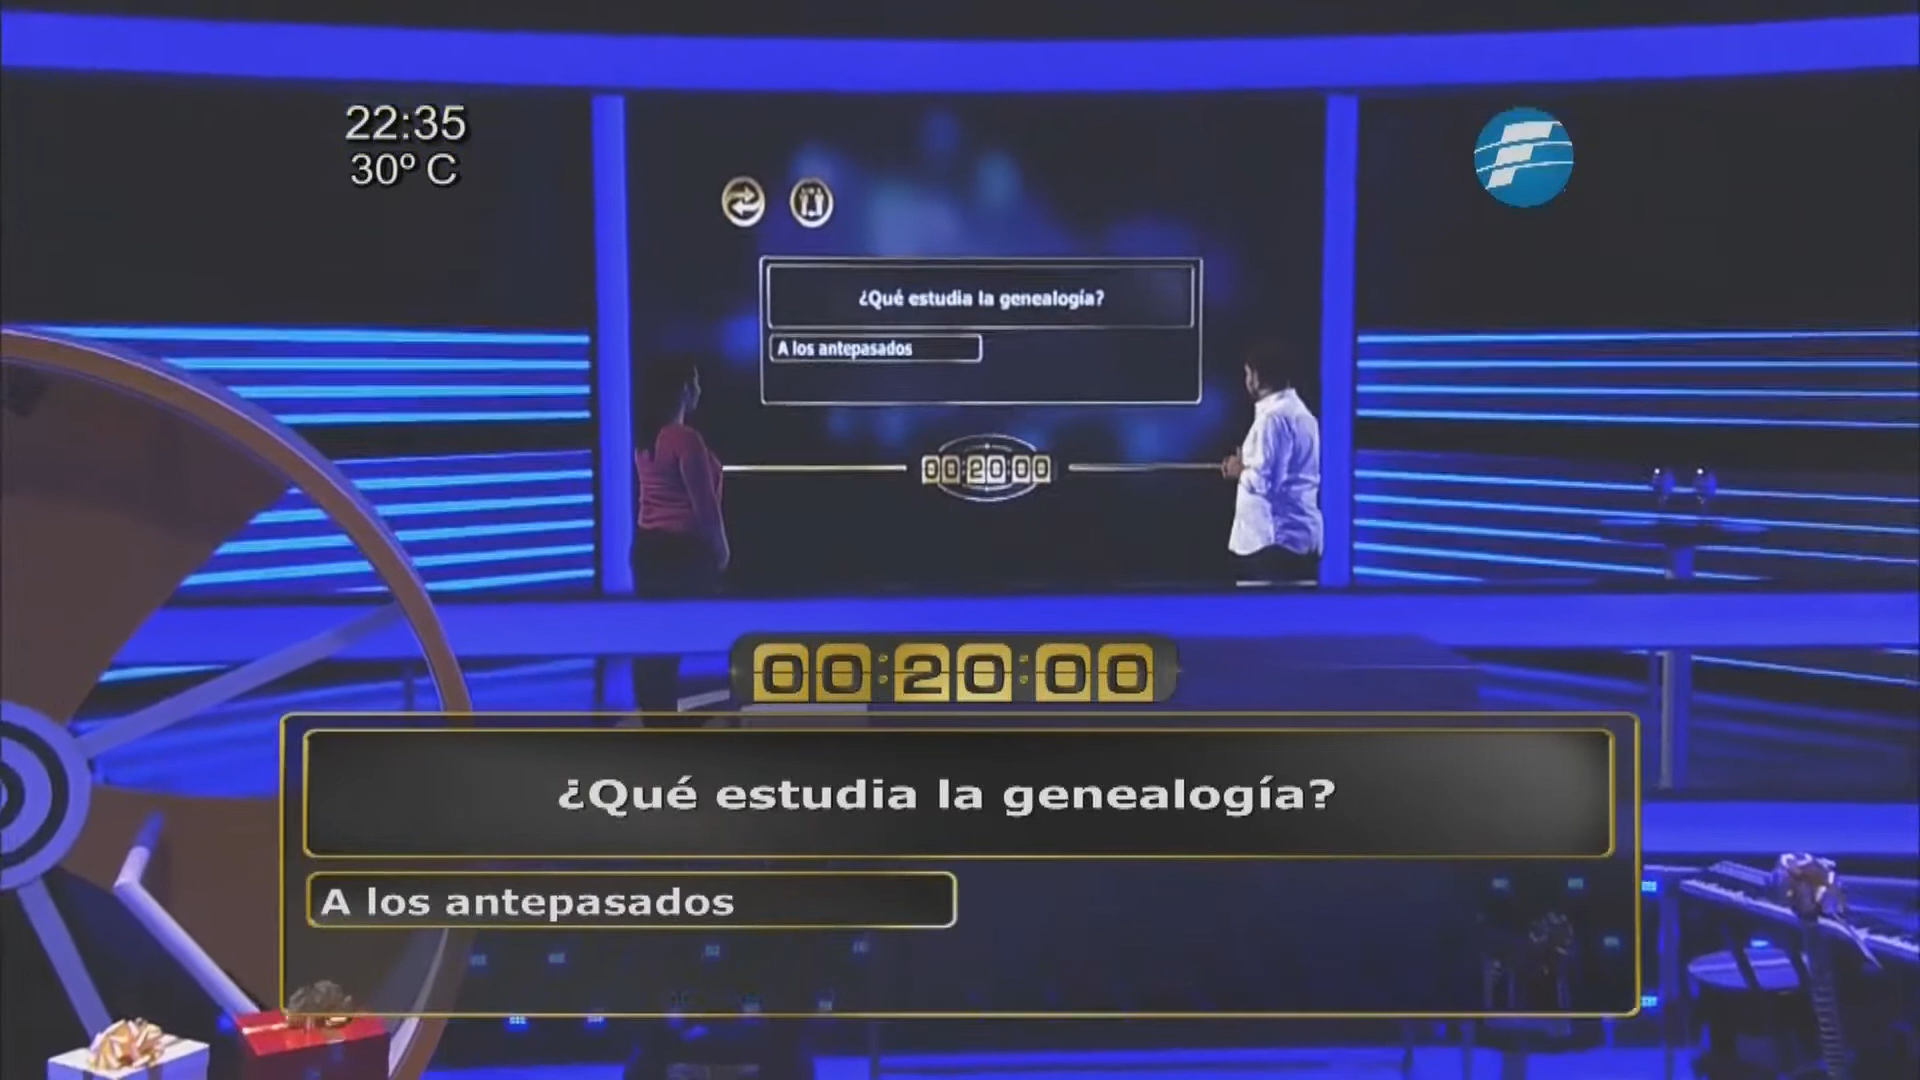 22:35
30º C
¿Qué estudia la genealogía?
A los antepasados
00:20:00
00:20:00
¿Qué estudia la genealogía?
A los antepasados